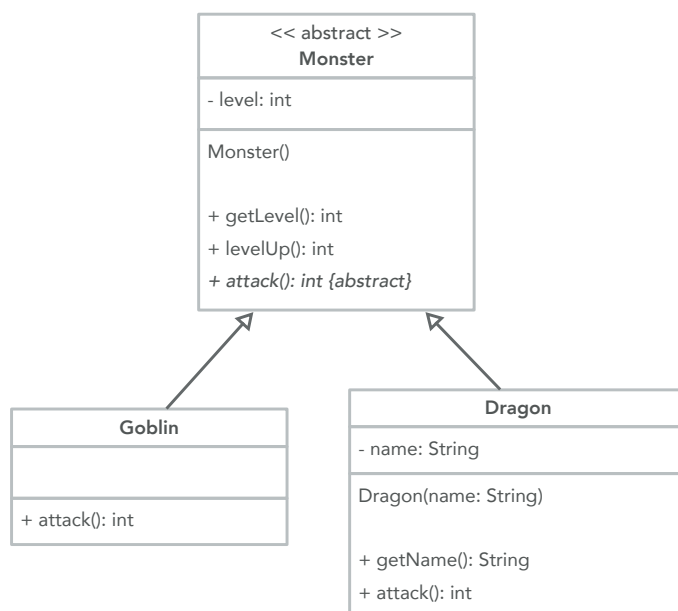 << abstract >>
Monster
- level: int
Monster()
+ getLevel(): int
+ levelUp(): int
+ attack(): int {abstract}
Goblin
+ attack(): int
Dragon
- name: String
Dragon(name: String)
+ getName(): String
+ attack(): int